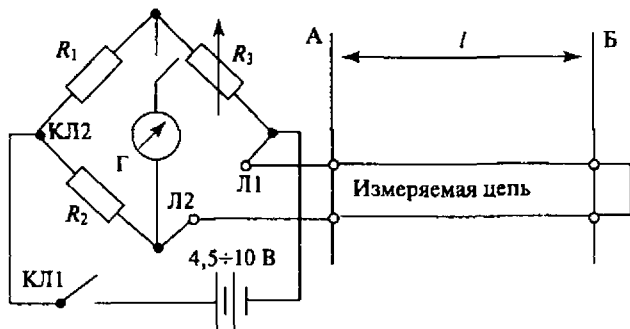 R₁
R₃
А
l
Б
КЛ2
Г
Л1
R₂
Л2
Измеряемая цепь
4,5÷10 В
КЛ1